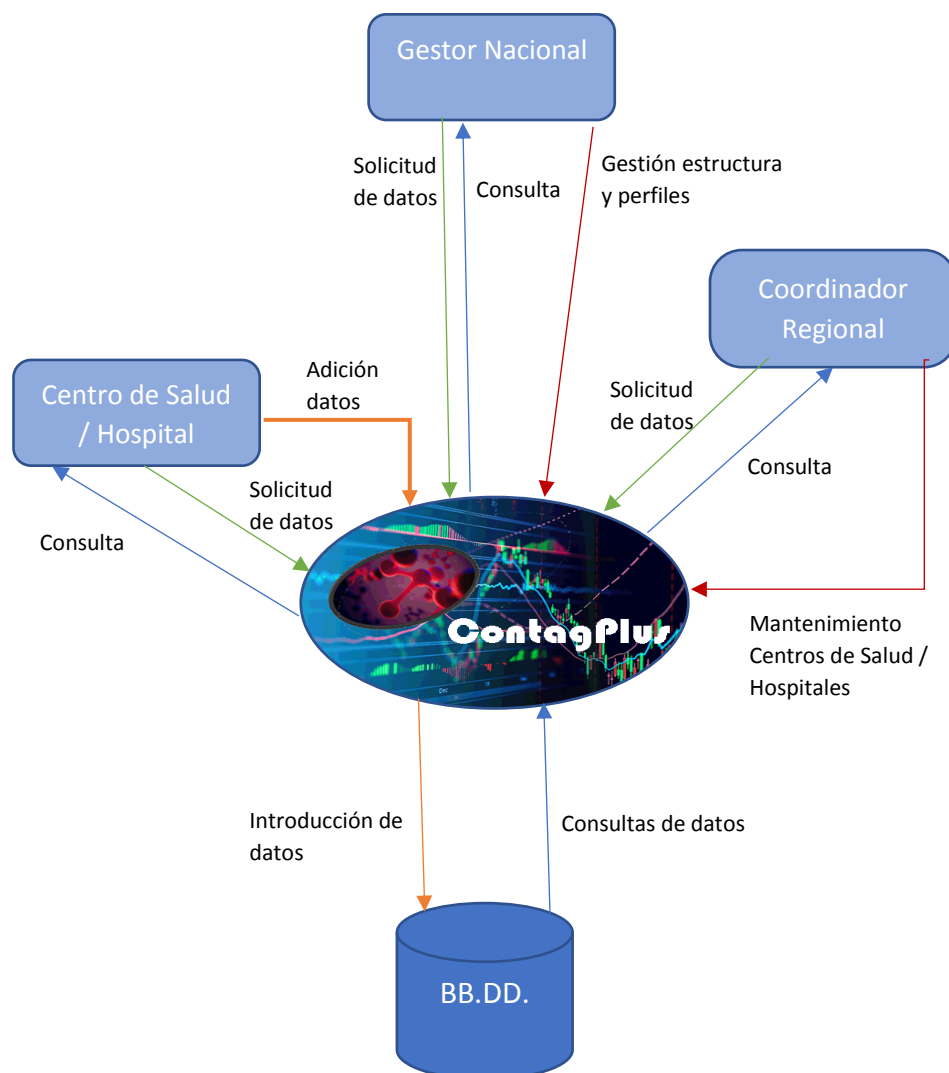 Gestor Nacional
Solicitud
de datos
Consulta
Gestión estructura
y perfiles
Coordinador
Regional
Centro de Salud
/ Hospital
Adición
datos
Solicitud
de datos
Consulta
Solicitud
de datos
Consulta
ContagPlus
Mantenimiento
Centros de Salud /
Hospitales
Introducción de
datos
Consultas de datos
BB.DD.